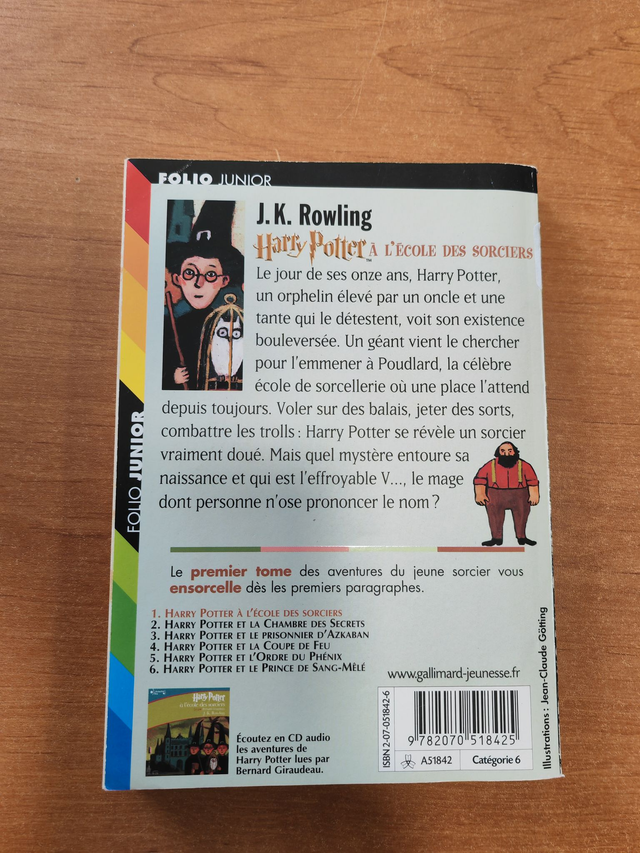 FOLIO JUNIOR
J.K. Rowling
Harry Potter À L'ÉCOLE DES SORCIERS
Le jour de ses onze ans, Harry Potter,
un orphelin élevé par un oncle et une
tante qui le détestent, voit son existence
bouleversée. Un géant vient le chercher
pour l'emmener à Poudlard, la célèbre
école de sorcellerie où une place l'attend
depuis toujours. Voler sur des balais, jeter des sorts,
combattre les trolls : Harry Potter se révèle un sorcier
vraiment doué. Mais quel mystère entoure sa
naissance et qui est l'effroyable V..., le mage
dont personne n'ose prononcer le nom ?
FOLIO JUNIOR
Le premier tome des aventures du jeune sorcier vous
ensorcelle dès les premiers paragraphes.
1. HARRY POTTER À L'ÉCOLE DES SORCIERS
2. HARRY POTTER ET LA CHAMBRE DES SECRETS
3. HARRY POTTER ET LE PRISONNIER D'AZKABAN
4. HARRY POTTER ET LA COUPE DE FEU
5. HARRY POTTER ET L'ORDRE DU PHÉNIX
6. HARRY POTTER ET LE PRINCE DE SANG-MÊLÉ
www.gallimard-jeunesse.fr
Harry Potter
à l'école des sorciers
Écoutez en CD audio
les aventures de
Harry Potter lues par
Bernard Giraudeau.
ISBN 2-07-051842-6
9 782070 518425
A51842 Catégorie 6
Illustrations : Jean-Claude Götting